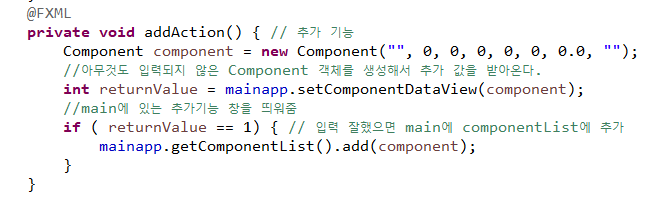 @FXML
private void addAction() { // 추가 기능
Component component = new Component("", 0, 0, 0, 0, 0, 0.0, "");
//아무것도 입력되지 않은 Component 객체를 생성해서 추가 값을 받아온다.
int returnValue = mainapp.setComponentDataView(component);
//main에 있는 추가기능 창을 띄워줌
if ( returnValue == 1) { // 입력 잘했으면 main에 componentList에 추가
mainapp.getComponentList().add(component);
}
}